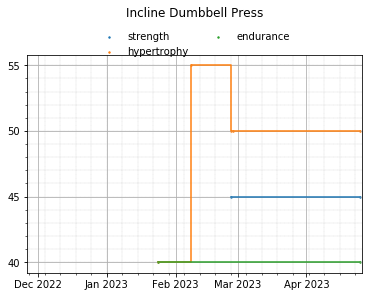 Incline Dumbbell Press
strength endurance
hypertrophy
55
50
45
40
Dec 2022 Jan 2023 Feb 2023 Mar 2023 Apr 2023